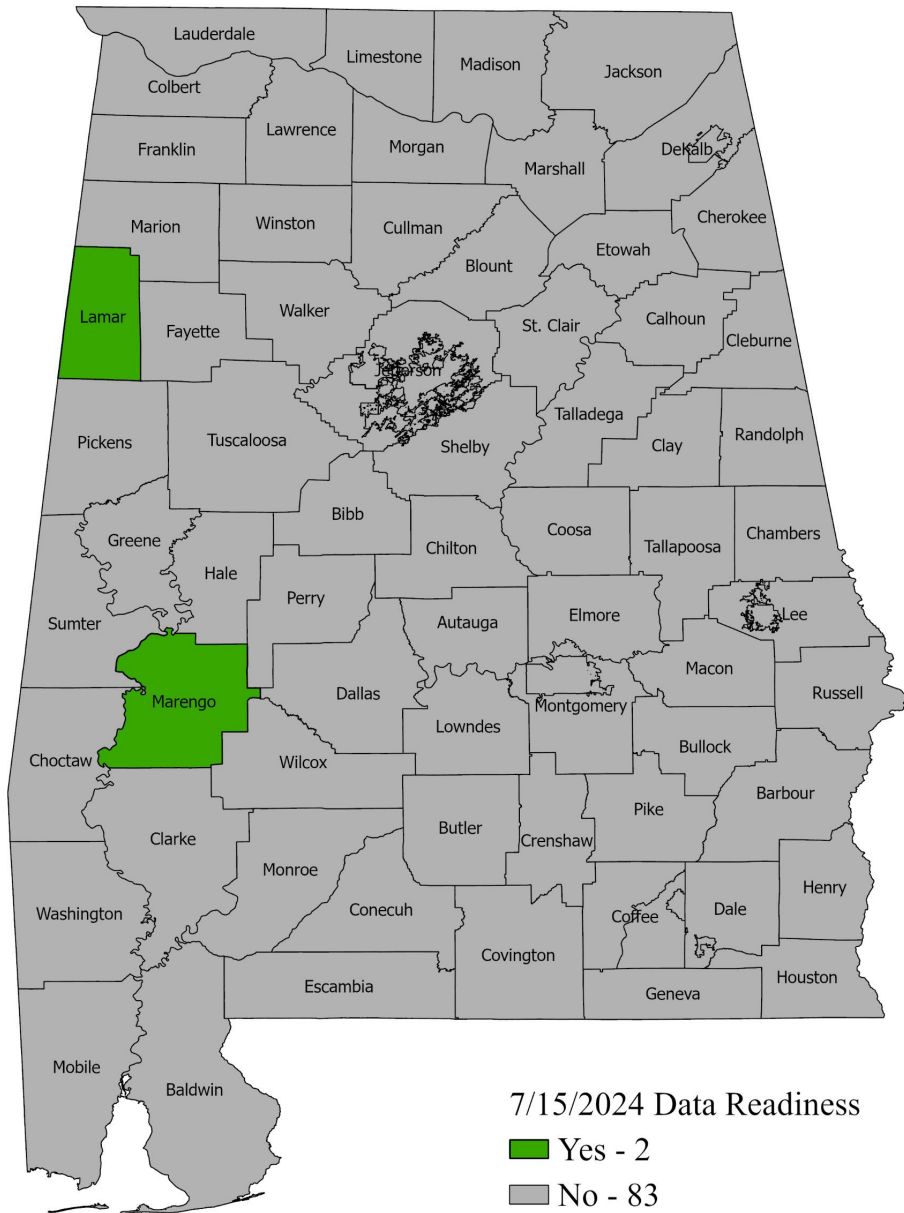 Lauderdale
Limestone
Madison
Jackson
Colbert
Lawrence
Franklin
Morgan
DeKalb
Marshall
Cherokee
Marion
Winston
Cullman
Etowah
Blount
Lamar
Fayette
Walker
St. Clair
Calhoun
Cleburne
Jefferson
Talladega
Pickens
Tuscaloosa
Shelby
Clay
Randolph
Bibb
Greene
Hale
Chilton
Coosa
Tallapoosa
Chambers
Perry
Sumter
Autauga
Elmore
Lee
Macon
Marengo
Dallas
Russell
Montgomery
Lowndes
Bullock
Choctaw
Wilcox
Barbour
Pike
Butler
Clarke
Crenshaw
Monroe
Henry
Washington
Conecuh
Coffee
Dale
Covington
Escambia
Geneva
Houston
Mobile
Baldwin
7/15/2024 Data Readiness
Yes - 2
No - 83